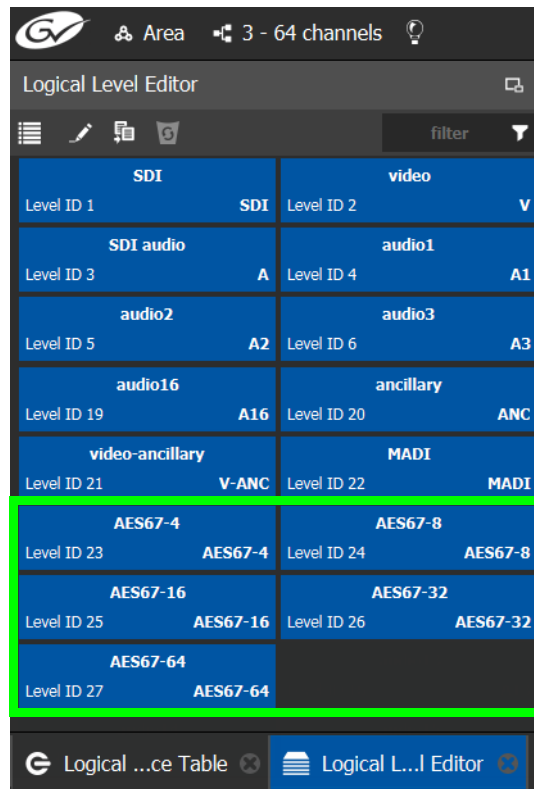 GV Area 3 - 64 channels
Logical Level Editor
filter
SDI video
Level ID 1 SDI Level ID 2 V
SDI audio audio1
Level ID 3 A Level ID 4 A1
audio2 audio3
Level ID 5 A2 Level ID 6 A3
audio16 ancillary
Level ID 19 A16 Level ID 20 ANC
video-ancillary MADI
Level ID 21 V-ANC Level ID 22 MADI
AES67-4 AES67-8
Level ID 23 AES67-4 Level ID 24 AES67-8
AES67-16 AES67-32
Level ID 25 AES67-16 Level ID 26 AES67-32
AES67-64
Level ID 27 AES67-64
Logical ...ce Table Logical L...l Editor